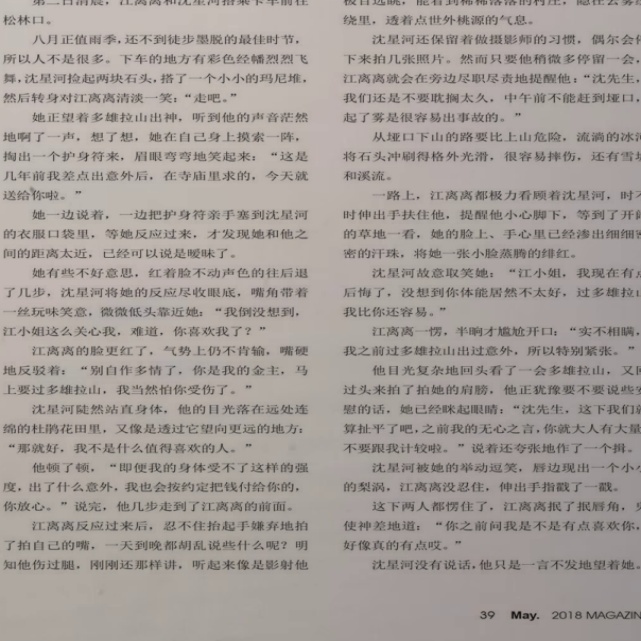 第二日清晨，江离离和沈星河搭乘卡车前往
松林口。
八月正值雨季，还不到徒步墨脱的最佳时节，
所以人不是很多。下车的地方有彩色经幡烈烈飞
舞，沈星河捡起两块石头，搭了一个小小的玛尼堆，
然后转身对江离离清淡一笑：“走吧。”
她正望着多雄拉山出神，听到他的声音茫然
地啊了一声，想了想，她在自己身上摸索一阵，
掏出一个护身符来，眉眼弯弯地笑起来：“这是
几年前我差点出意外后，在寺庙里求的，今天就
送给你啦。”
她一边说着，一边把护身符亲手塞到沈星河
的衣服口袋里，等她反应过来，才发现她和他之
间的距离太近，已经可以说是暧昧了。
她有些不好意思，红着脸不动声色的往后退
了几步，沈星河将她的反应尽收眼底，嘴角带着
一丝玩味笑意，微微低头靠近她：“我倒没想到，
江小姐这么关心我，难道，你喜欢我了？”
江离离的脸更红了，气势上仍不肯输，嘴硬
地反驳着：“别自作多情了，你是我的金主，马
上要过多雄拉山，我当然怕你受伤了。”
沈星河陡然站直身体，他的目光落在远处连
绵的杜鹃花田里，又像是透过它望向更远的地方：
“那就好，我不是什么值得喜欢的人。”
他顿了顿，“即便我的身体受不了这样的强
度，出了什么意外，我也会按约定把钱付给你的，
你放心。”说完，他几步走到了江离离的前面。
江离离反应过来后，忍不住抬起手嫌弃地拍
了拍自己的嘴，一天到晚都胡乱说些什么呢？明
知他伤过腿，刚刚还那样讲，听起来像是影射他
极目远眺，能看到稀稀落落的村庄，隐在云雾
绕里，透着点世外桃源的气息。
沈星河还保留着做摄影师的习惯，偶尔会停
下来拍几张照片。然而只要他稍微多停留一会，
江离离就会在旁边尽职尽责地提醒他：“沈先生，
我们还是不要耽搁太久，中午前不能赶到垭口，
起了雾是很容易出事故的。”
从垭口下山的路要比上山危险，流淌的冰河
将石头冲刷得格外光滑，很容易摔伤，还有雪坡
和溪流。
一路上，江离离都极力看顾着沈星河，时不
时伸出手扶住他，提醒他小心脚下，等到了开阔
的草地一看，她的脸上、手心里已经渗出细细密
密的汗珠，将她一张小脸蒸腾的绯红。
沈星河故意取笑她：“江小姐，我现在有点
后悔了，没想到你体能居然不太好，过多雄拉山
我比你还容易。”
江离离一愣，半晌才尴尬开口：“实不相瞒，
我之前过多雄拉山出过意外，所以特别紧张。”
他目光复杂地回头看了一会多雄拉山，又回
过头来拍了拍她的肩膀，他正犹豫要不要说些安
慰的话，她已经眯起眼睛：“沈先生，这下我们就
算扯平了吧，之前我的无心之言，你就大人有大量
不要跟我计较啦。”说着还夸张地作了一个揖。
沈星河被她的举动逗笑，唇边现出一个小小
的梨涡，江离离没忍住，伸出手指戳了一戳。
这下两人都愣住了，江离离抿了抿唇角，鬼
使神差地道：“你之前问我是不是有点喜欢你，
好像真的有点哎。”
沈星河没有说话，他只是一言不发地望着她。
39 May. 2018 MAGAZIN